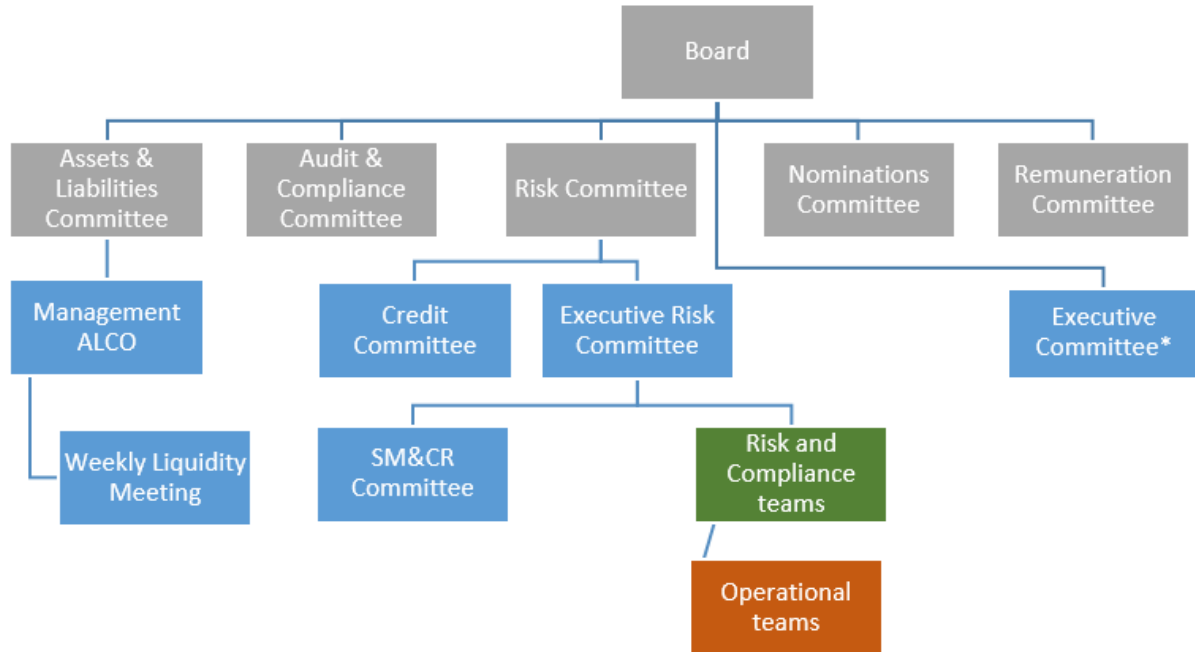 Board
Assets &
Liabilities
Committee
Audit &
Compliance
Committee
Risk Committee
Nominations
Committee
Remuneration
Committee
Management
ALCO
Credit
Committee
Executive Risk
Committee
Executive
Committee*
Weekly Liquidity
Meeting
SM&CR
Committee
Risk and
Compliance
teams
Operational
teams